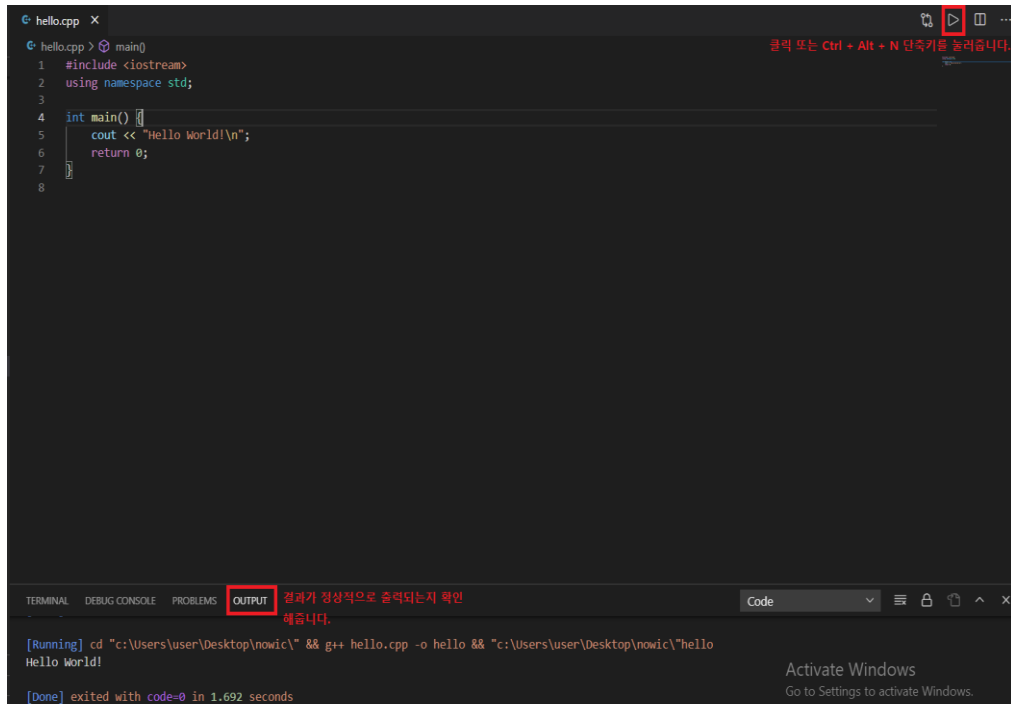 hello.cpp X
클릭 또는 Ctrl + Alt + N 단축키를 눌러줍니다.
hello.cpp > main()
1 #include <iostream>
2 using namespace std;
3
4 int main() {
5 cout << "Hello World!\n";
6 return 0;
7 }
8
TERMINAL DEBUG CONSOLE PROBLEMS OUTPUT 결과가 정상적으로 출력되는지 확인 Code
해줍니다.
[Running] cd "c:\Users\user\Desktop\nowic\" && g++ hello.cpp -o hello && "c:\Users\user\Desktop\nowic\"hello
Hello World!
Activate Windows
Go to Settings to activate Windows.
[Done] exited with code=0 in 1.692 seconds